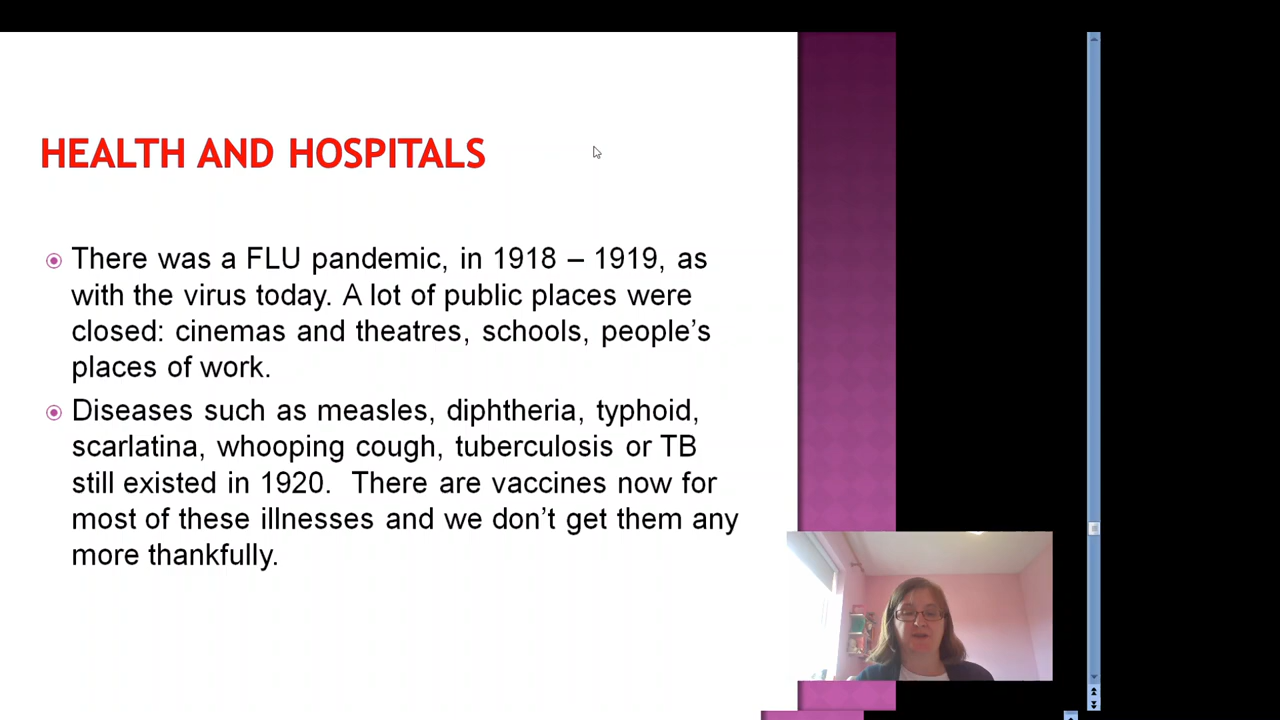 HEALTH AND HOSPITALS
There was a FLU pandemic, in 1918 – 1919, as
with the virus today. A lot of public places were
closed: cinemas and theatres, schools, people’s
places of work.
Diseases such as measles, diphtheria, typhoid,
scarlatina, whooping cough, tuberculosis or TB
still existed in 1920.  There are vaccines now for
most of these illnesses and we don’t get them any
more thankfully.